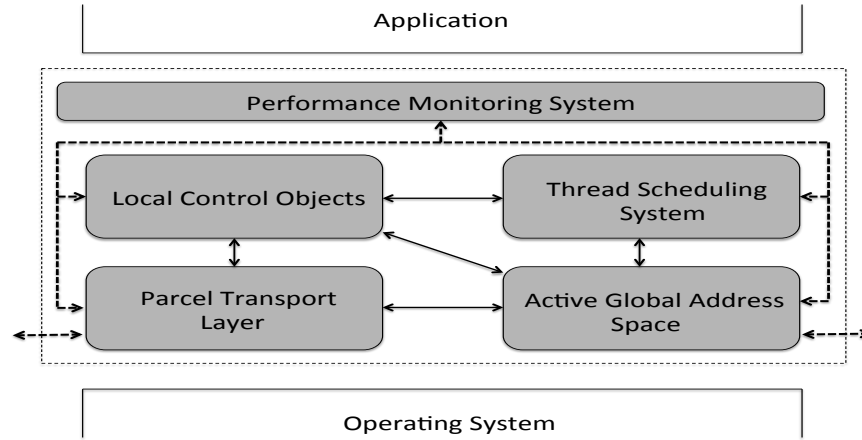 Application
Performance Monitoring System
Local Control Objects
Thread Scheduling
System
Parcel Transport
Layer
Active Global Address
Space
Operating System